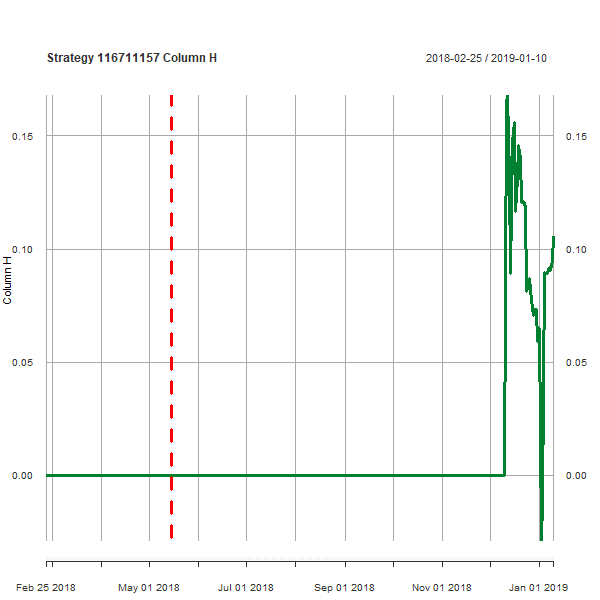 Strategy 116711157 Column H
2018-02-25 / 2019-01-10
0.15
0.15
0.10
0.10
Column H
0.05
0.05
0.00
0.00
Feb 25 2018
May 01 2018
Jul 01 2018
Sep 01 2018
Nov 01 2018
Jan 01 2019